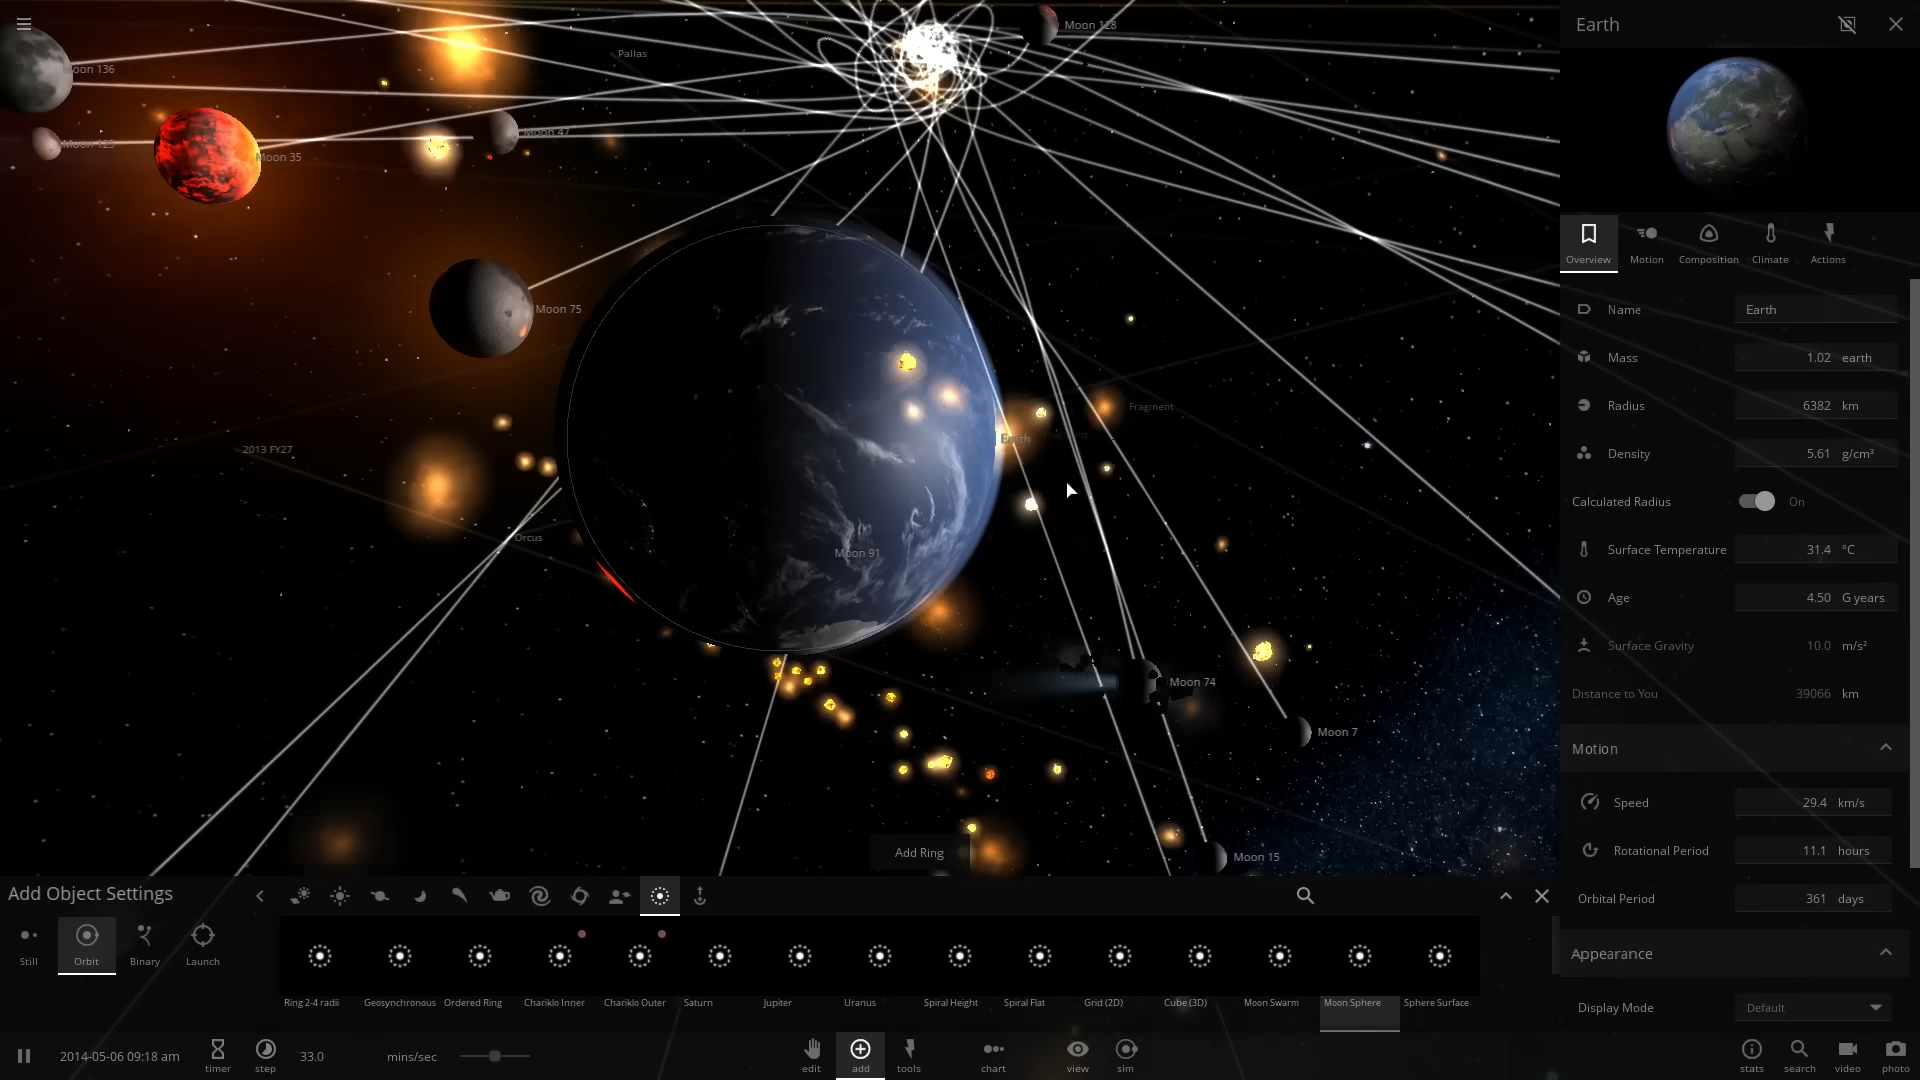 Earth
Moon 128
Pallas
Moon 136
Moon 47
Moon 35
Moon 75
Fragment
Earth
2013 FY27
Orcus
Moon 91
Moon 74
Moon 7
Moon 15
Add Ring
Overview
Motion
Composition
Climate
Actions
Name Earth
Mass 1.02 earth
Radius 6382 km
Density 5.61 g/cm³
Calculated Radius On
Surface Temperature 31.4 °C
Age 4.50 G years
Surface Gravity 10.0 m/s²
Distance to You 39066 km
Motion
Speed 29.4 km/s
Rotational Period 11.1 hours
Orbital Period 361 days
Appearance
Display Mode Default
Add Object Settings
Still
Orbit
Binary
Launch
Ring 2-4 radii
Geosynchronous
Ordered Ring
Chariklo Inner
Chariklo Outer
Saturn
Jupiter
Uranus
Spiral Height
Spiral Flat
Grid (2D)
Cube (3D)
Moon Swarm
Moon Sphere
Sphere Surface
2014-05-06 09:18 am
timer
step
33.0 mins/sec
edit
add
tools
chart
view
sim
stats
search
video
photo